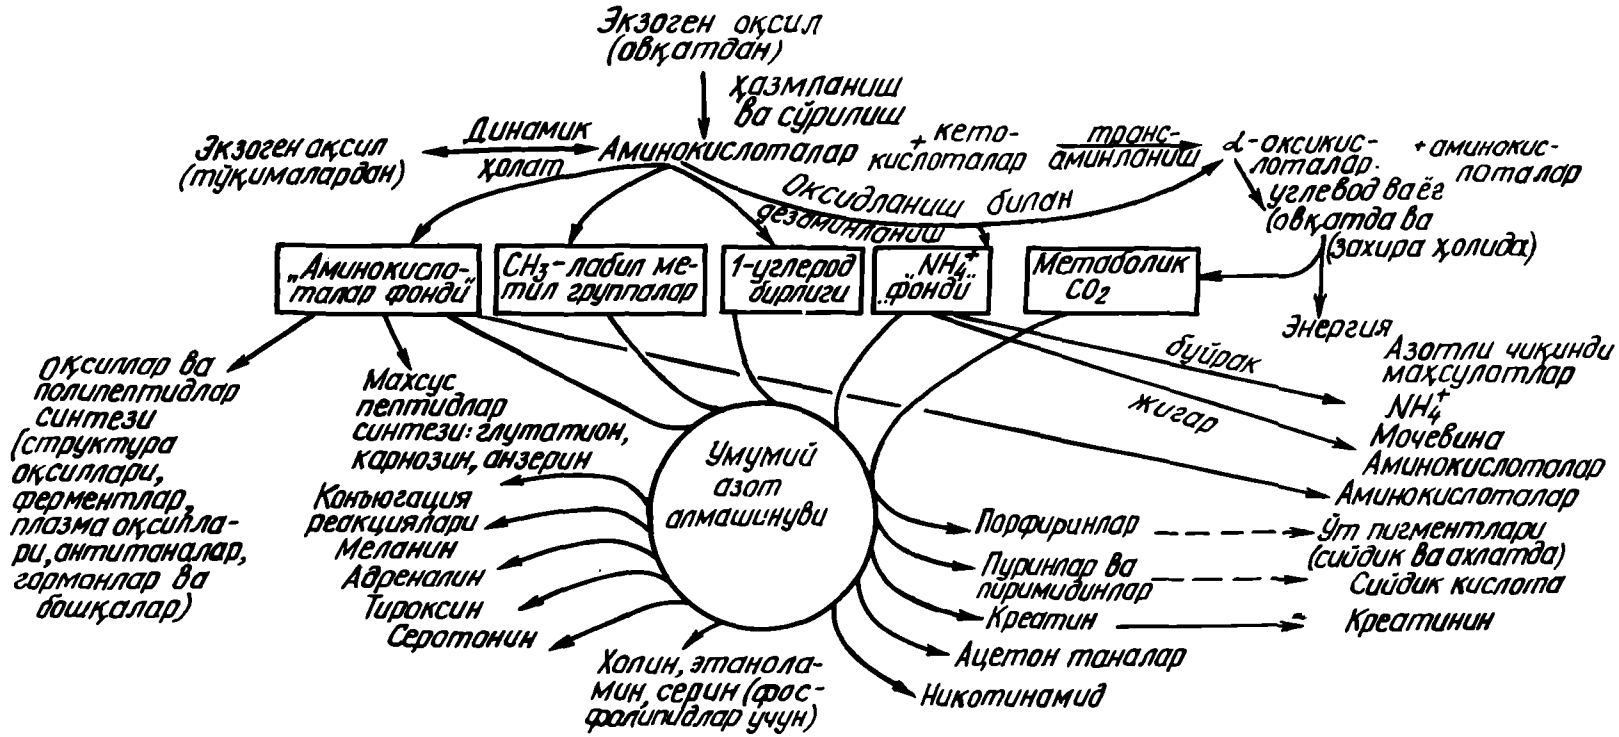 Экзоген оқсил
(овқатдан)
ҳазмланиш
ва сўрилиш
Экзоген оқсил
(тўқималардан)
Динамик
ҳолат
Аминокислоталар
+ кето-
кислоталар
транс-
аминланиш
α-оксикис-
лоталар.
+ аминокис-
лоталар
Оксидланиш билан
дезаминланиш
углевод ва ёғ
(овқатда ва
(захира ҳолида)
„Аминокисло-
талар фонди“
CH₃-лабил ме-
тил группалар
1-углерод
бирлиги
NH₄⁺
„фонди“
Метаболик
CO₂
Энергия
буйрак
жигар
Азотли чиқинди
маҳсулотлар
NH₄⁺
Мочевина
Аминокислоталар
Аминокислоталар
Оқсиллар ва
полипептидлар
синтези
(структура
оқсиллари,
ферментлар,
плазма оқсилла-
ри, антитаналар,
гормонлар ва
бошқалар)
Махсус
пептидлар
синтези: глутатион,
карнозин, анзерин
Конъюгация
реакциялари
Меланин
Адреналин
Тироксин
Серотонин
Умумий
азот
алмашинуви
Холин, этанола-
мин, серин (фос-
фолипидлар учун)
Порфиринлар
Пуринлар ва
пиримидинлар
Креатин
Ацетон таналар
Никотинамид
Ўт пигментлари
(сийдик ва ахлатда)
Сийдик кислота
Креатинин